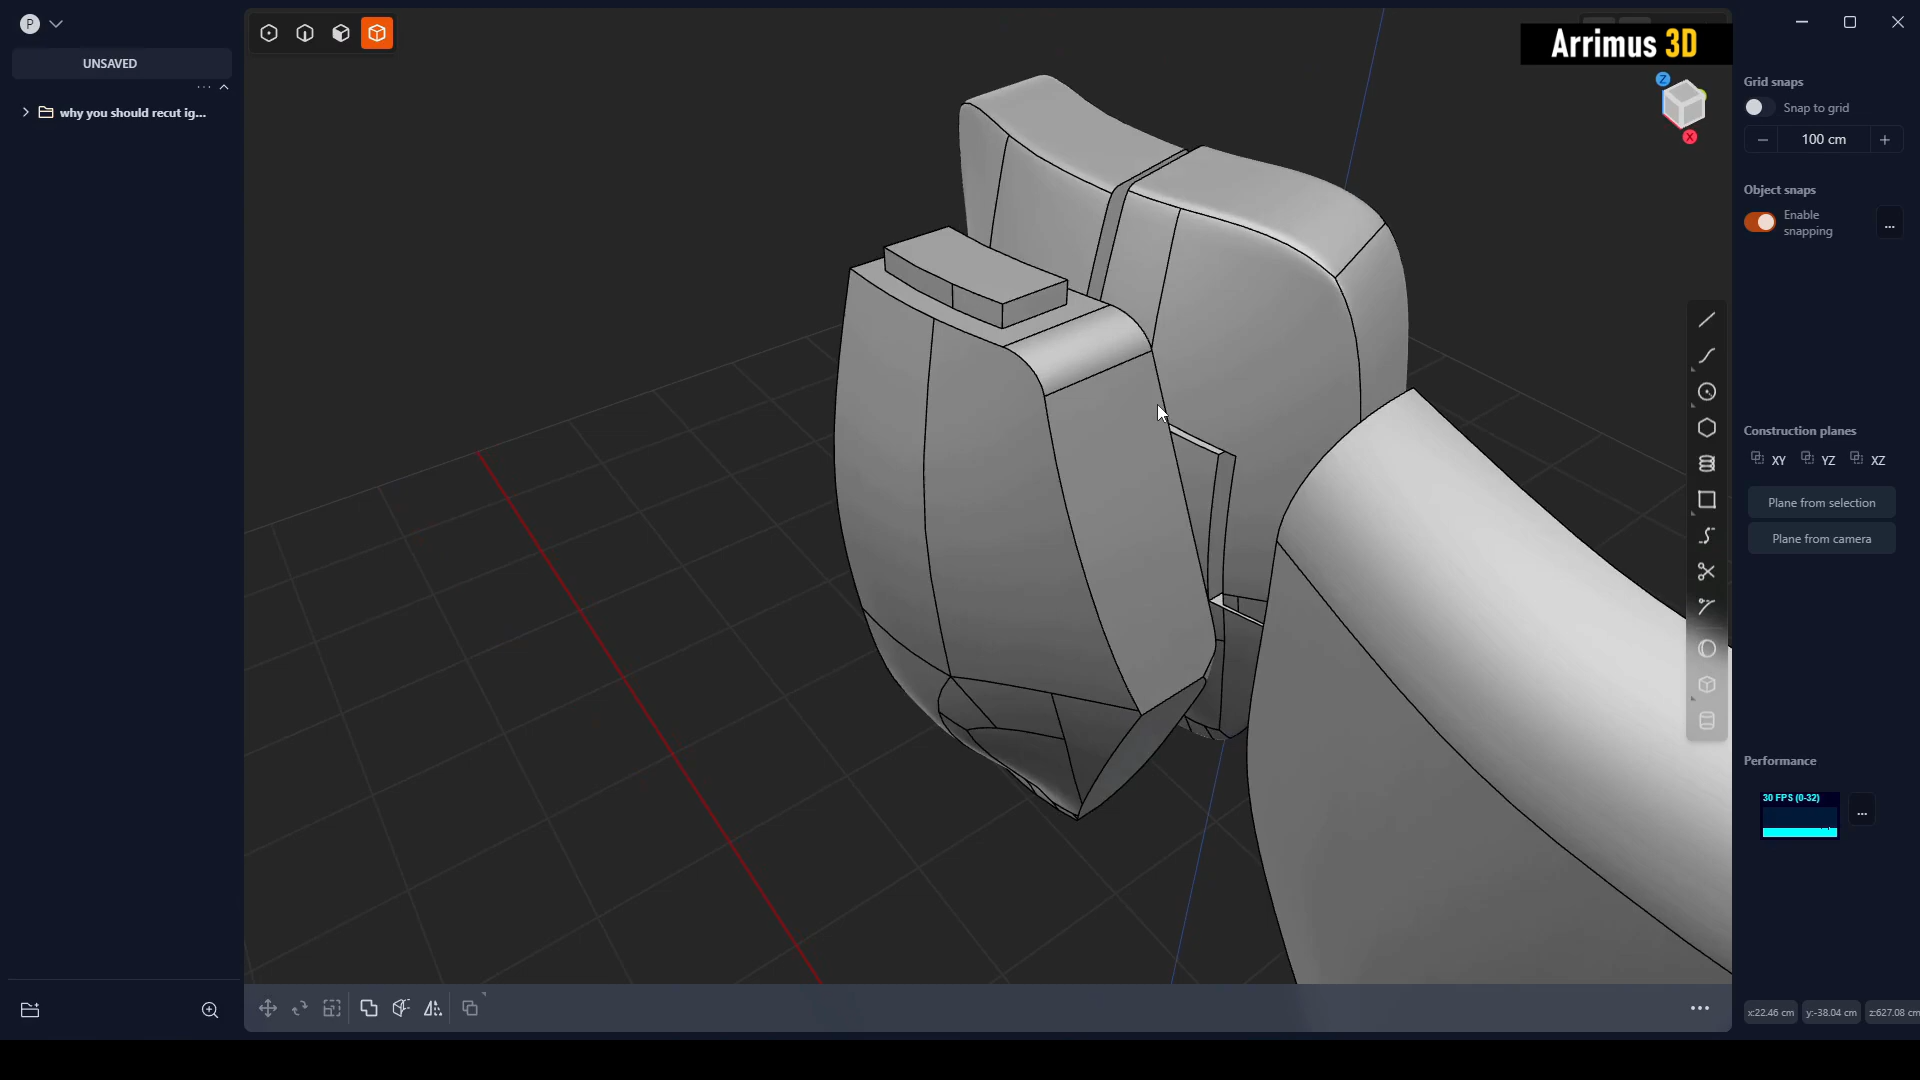 P
UNSAVED
why you should recut ig...
Arrimus 3D
Z
X
Grid snaps
Snap to grid
100 cm
Object snaps
Enable
snapping
...
Construction planes
XY
YZ
XZ
Plane from selection
Plane from camera
Performance
30 FPS (0-32)
...
x:22.46 cm
y:-38.04 cm
z:627.08 cm